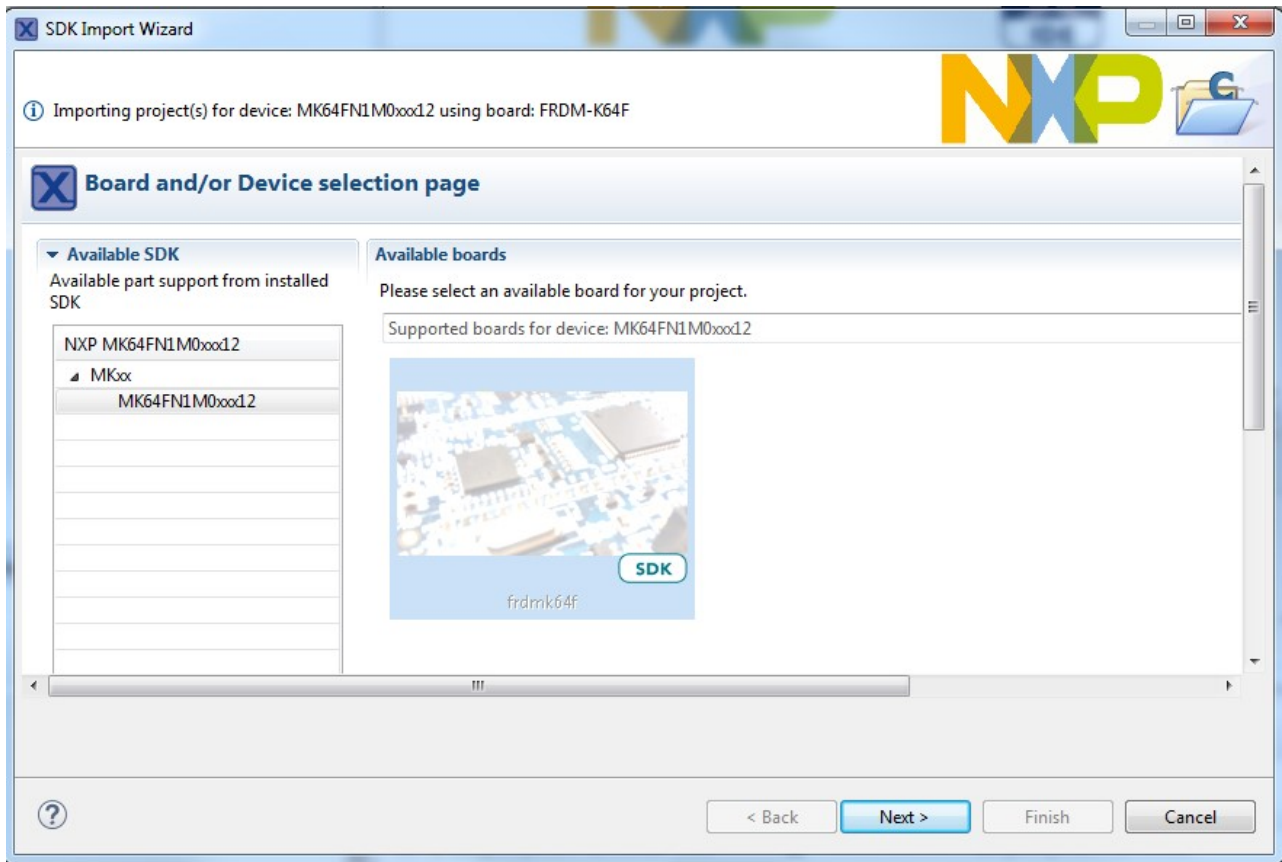 SDK Import Wizard
Importing project(s) for device: MK64FN1M0xxx12 using board: FRDM-K64F
NXP
Board and/or Device selection page
Available SDK
Available part support from installed
SDK
NXP MK64FN1M0xxx12
MKxx
MK64FN1M0xxx12
Available boards
Please select an available board for your project.
Supported boards for device: MK64FN1M0xxx12
SDK
frdmk64f
< Back
Next >
Finish
Cancel